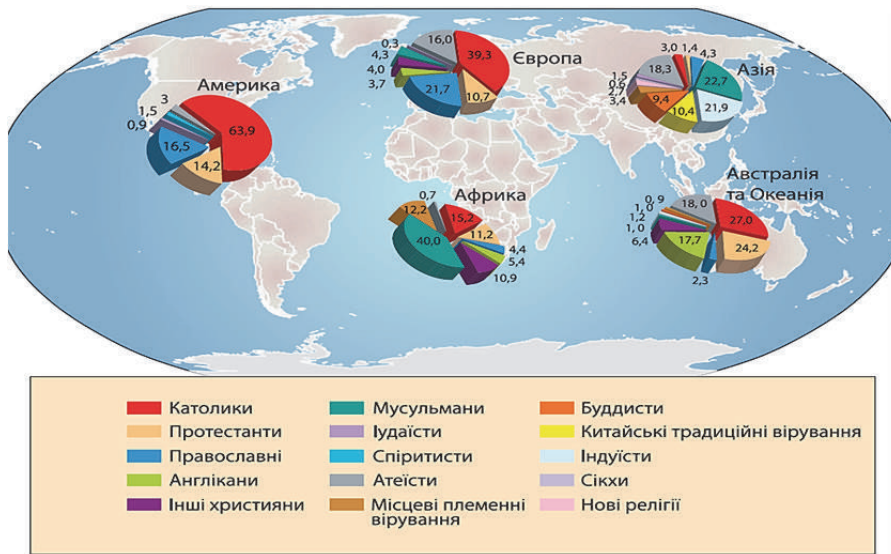 Америка
3
1,5
0,9
63,9
16,5
14,2
Європа
0,3
4,3
4,0
3,7
16,0
39,3
21,7
10,7
Азія
3,0
1,4
4,3
1,5
0,6
2,7
3,4
18,3
22,7
9,4
10,4
21,9
Африка
0,7
12,2
15,2
40,0
11,2
4,4
5,4
10,9
Австралія
та Океанія
0,9
1,0
1,2
1,0
6,4
18,0
27,0
17,7
24,2
2,3
Католики
Протестанти
Православні
Англікани
Інші християни
Мусульмани
Іудаїсти
Спіритисти
Атеїсти
Місцеві племенні
вірування
Буддисти
Китайські традиційні вірування
Індуїсти
Сікхи
Нові релігії